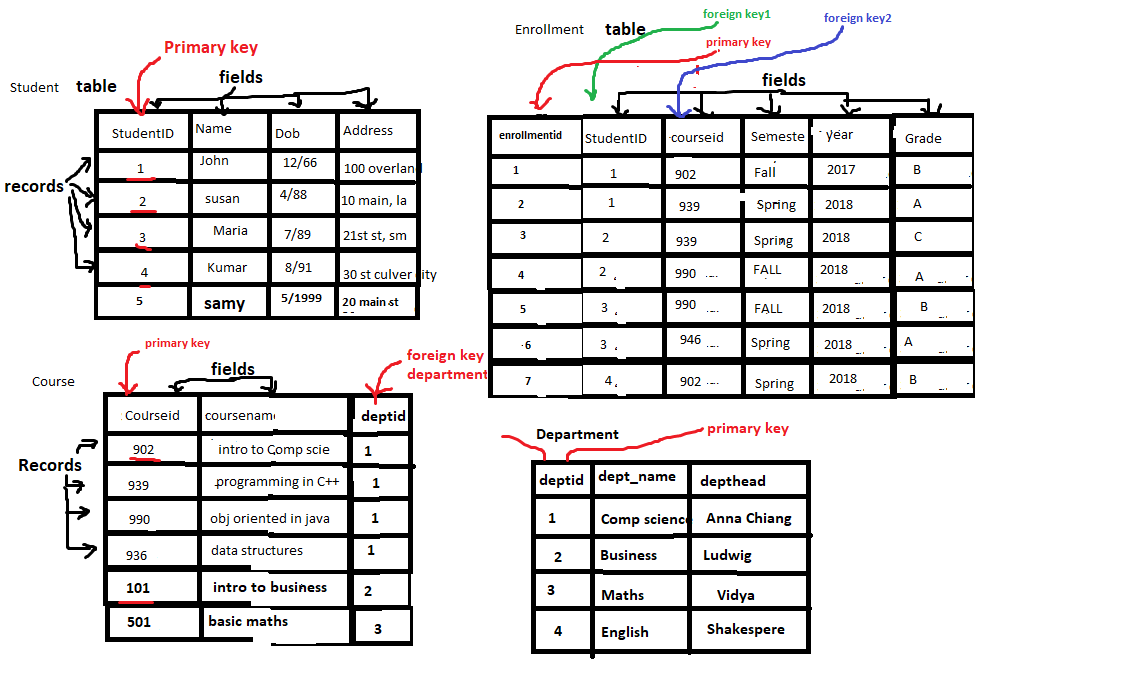 Primary key
Student table
fields
StudentID Name Dob Address
records
1 John 12/66 100 overland
2 susan 4/88 10 main, la
3 Maria 7/89 21st st, sm
4 Kumar 8/91 30 st culver city
5 samy 5/1999 20 main st
Enrollment table
foreign key1
foreign key2
primary key
fields
enrollmentid StudentID courseid Semeste year Grade
1 1 902 Fall 2017 B
2 1 939 Spring 2018 A
3 2 939 Spring 2018 C
4 2 990 FALL 2018 A
5 3 990 FALL 2018 B
6 3 946 Spring 2018 A
7 4 902 Spring 2018 B
primary key
Course
fields
foreign key
department
Courseid coursename deptid
Records
902 intro to Comp scie 1
939 programming in C++ 1
990 obj oriented in java 1
936 data structures 1
101 intro to business 2
501 basic maths 3
Department
primary key
deptid dept_name depthead
1 Comp science Anna Chiang
2 Business Ludwig
3 Maths Vidya
4 English Shakespere